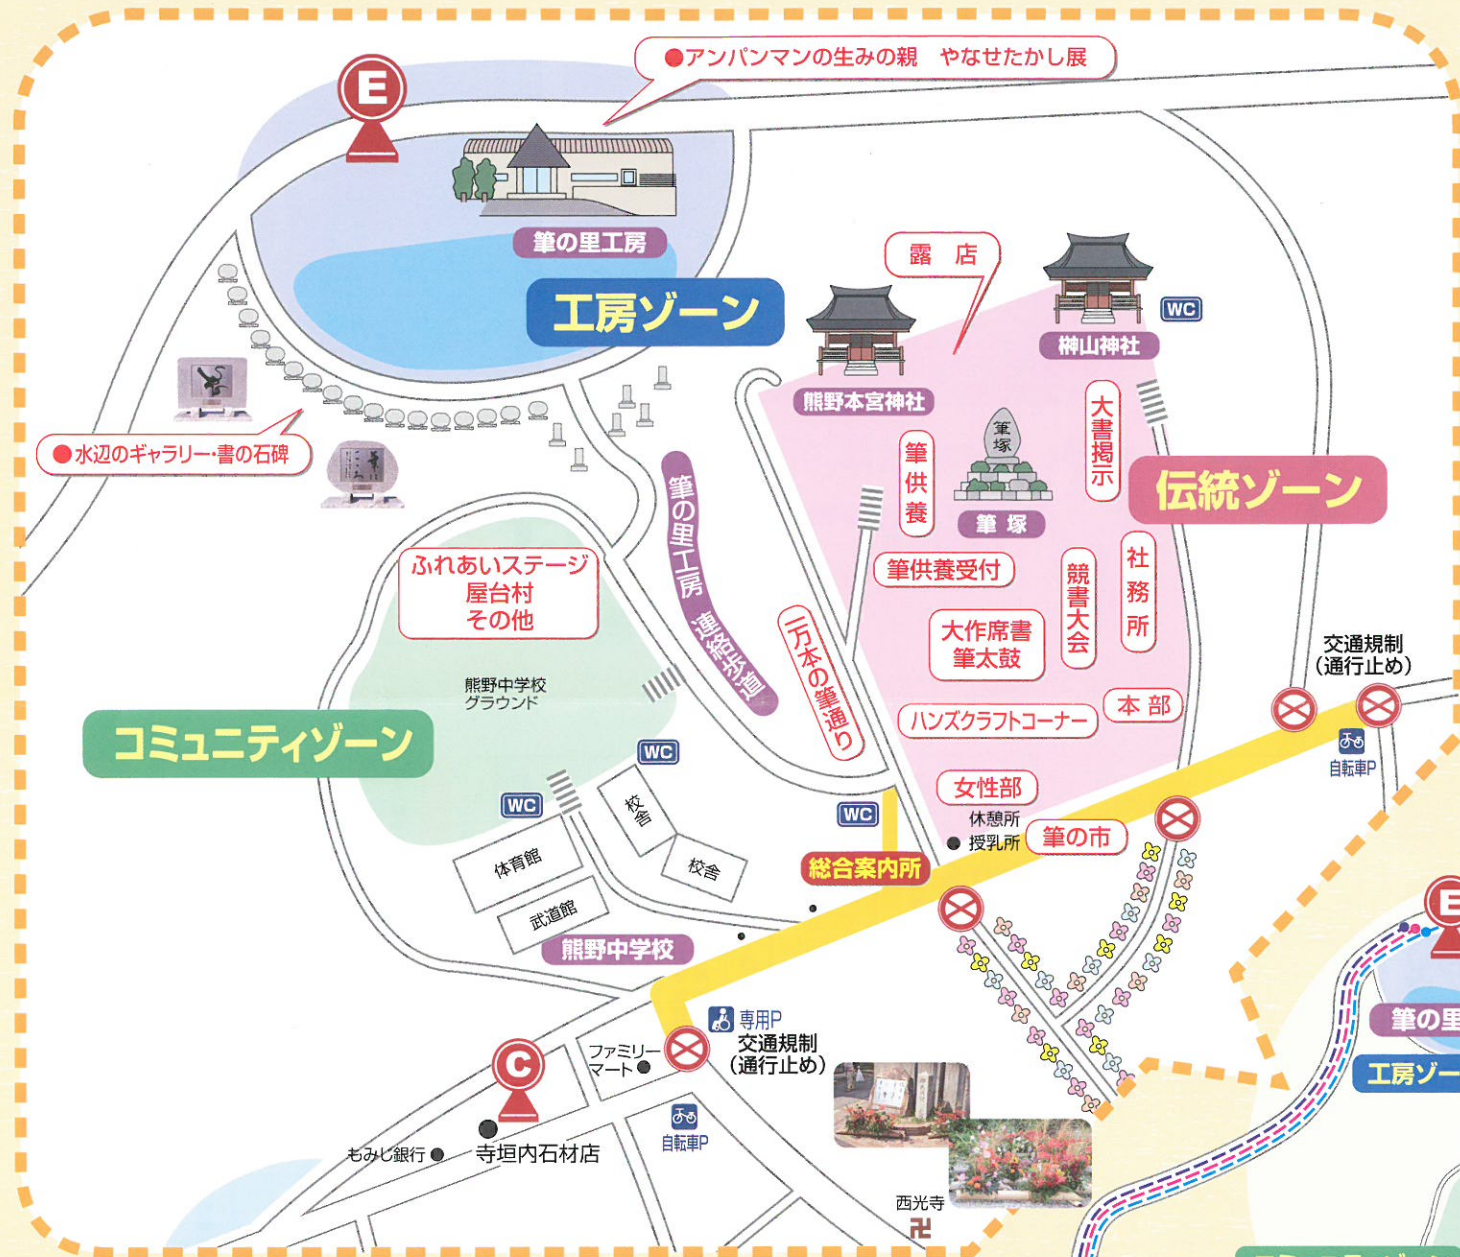 ●アンパンマンの生みの親　やなせたかし展
E
筆の里工房
工房ゾーン
露　店
榊山神社
WC
熊野本宮神社
●水辺のギャラリー・書の石碑
大書掲示
筆塚
筆供養
筆塚
伝統ゾーン
筆の里工房　連絡歩道
ふれあいステージ
屋台村
その他
筆供養受付
競書大会
社務所
大作席書
筆太鼓
一万本の筆通り
熊野中学校
グラウンド
交通規制
(通行止め)
本部
ハンズクラフトコーナー
コミュニティゾーン
WC
自転車P
女性部
WC
校舎
WC
休憩所
授乳所
筆の市
体育館
校舎
総合案内所
武道館
熊野中学校
E
専用P
交通規制
(通行止め)
筆の里
ファミリー
マート
C
工房ゾー
自転車P
もみじ銀行
寺垣内石材店
西光寺
卍